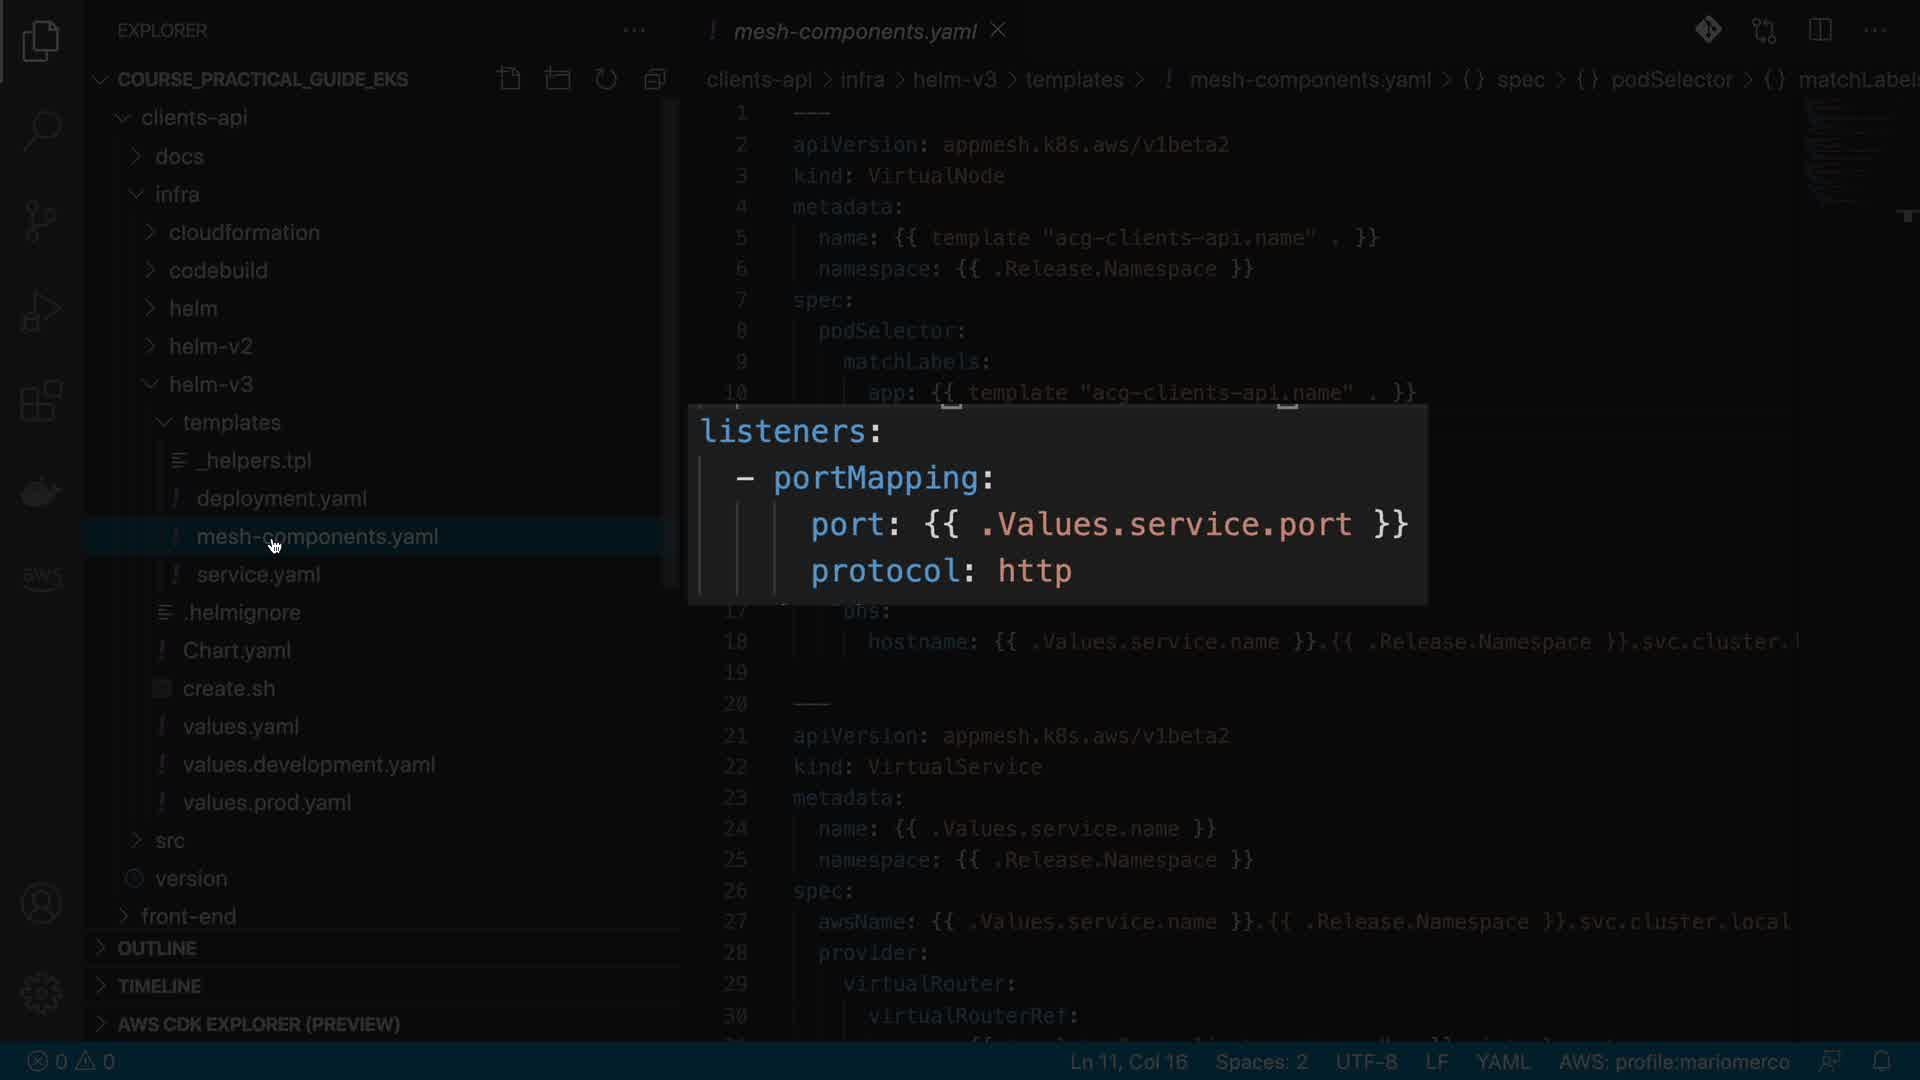 EXPLORER
COURSE_PRACTICAL_GUIDE_EKS
clients-api
docs
infra
cloudformation
codebuild
helm
helm-v2
helm-v3
templates
_helpers.tpl
deployment.yaml
mesh-components.yaml
service.yaml
.helmignore
Chart.yaml
create.sh
values.yaml
values.development.yaml
values.prod.yaml
src
version
front-end
OUTLINE
TIMELINE
AWS CDK EXPLORER (PREVIEW)
aws
! mesh-components.yaml
clients-api > infra > helm-v3 > templates > ! mesh-components.yaml > {} spec > {} podSelector > {} matchLabels
1 ---
2 apiVersion: appmesh.k8s.aws/v1beta2
3 kind: VirtualNode
4 metadata:
5 name: {{ template "acg-clients-api.name" . }}
6 namespace: {{ .Release.Namespace }}
7 spec:
8 podSelector:
9 matchLabels:
10 app: {{ template "acg-clients-api.name" . }}
listeners:
- portMapping:
port: {{ .Values.service.port }}
protocol: http
17 dns:
18 hostname: {{ .Values.service.name }}.{{ .Release.Namespace }}.svc.cluster.l
19
20 ---
21 apiVersion: appmesh.k8s.aws/v1beta2
22 kind: VirtualService
23 metadata:
24 name: {{ .Values.service.name }}
25 namespace: {{ .Release.Namespace }}
26 spec:
27 awsName: {{ .Values.service.name }}.{{ .Release.Namespace }}.svc.cluster.local
28 provider:
29 virtualRouter:
30 virtualRouterRef:
0 0
Ln 11, Col 16 Spaces: 2 UTF-8 LF YAML AWS: profile:mariomerco